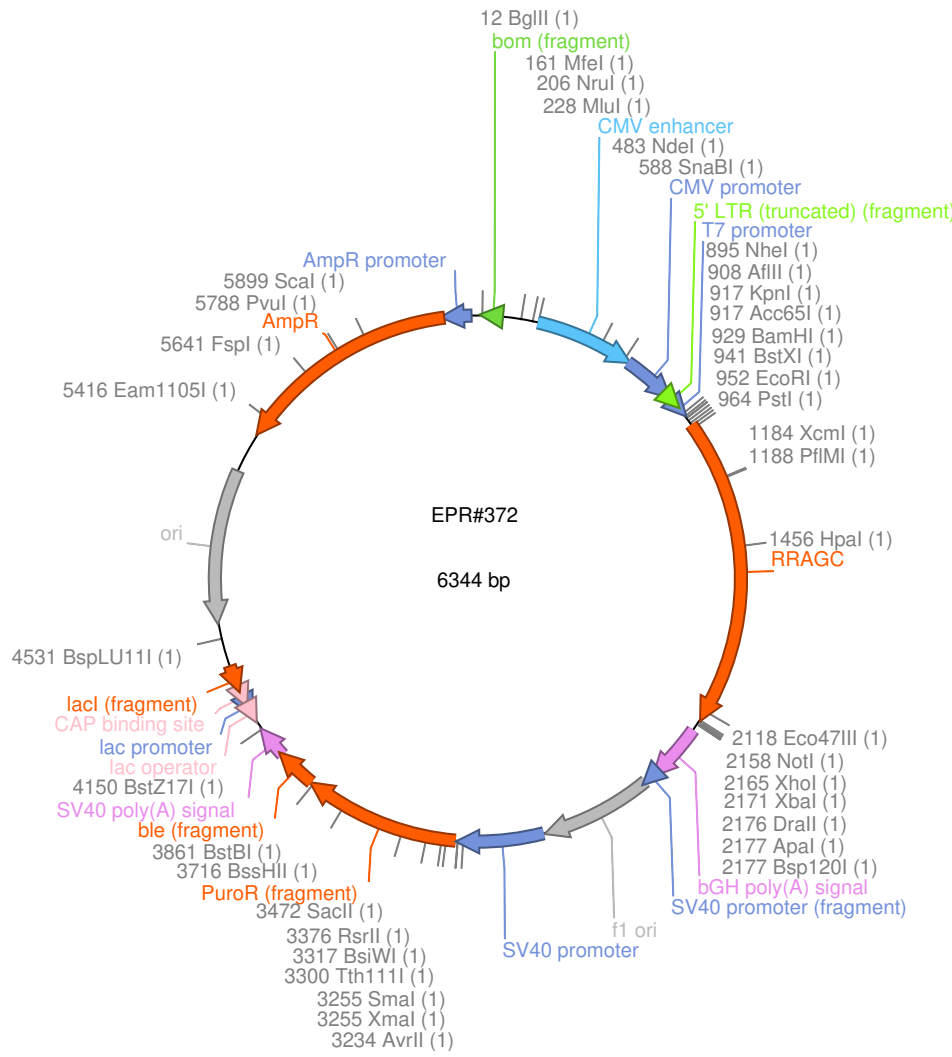 12 BglII (1)
bom (fragment)
161 MfeI (1)
206 NruI (1)
228 MluI (1)
CMV enhancer
483 NdeI (1)
588 SnaBI (1)
CMV promoter
5' LTR (truncated) (fragment)
T7 promoter
895 NheI (1)
908 AflII (1)
917 KpnI (1)
917 Acc65I (1)
929 BamHI (1)
941 BstXI (1)
952 EcoRI (1)
964 PstI (1)
1184 XcmI (1)
1188 PflMI (1)
1456 HpaI (1)
RRAGC
2118 Eco47III (1)
2158 NotI (1)
2165 XhoI (1)
2171 XbaI (1)
2176 DraII (1)
2177 ApaI (1)
2177 Bsp120I (1)
bGH poly(A) signal
SV40 promoter (fragment)
f1 ori
SV40 promoter
3234 AvrII (1)
3255 XmaI (1)
3255 SmaI (1)
3300 Tth111I (1)
3317 BsiWI (1)
3376 RsrII (1)
3472 SacII (1)
PuroR (fragment)
3716 BssHII (1)
3861 BstBI (1)
ble (fragment)
SV40 poly(A) signal
4150 BstZ17I (1)
lac operator
lac promoter
CAP binding site
lacI (fragment)
4531 BspLU11I (1)
ori
5416 Eam1105I (1)
5641 FspI (1)
AmpR
5788 PvuI (1)
5899 ScaI (1)
AmpR promoter
EPR#372
6344 bp